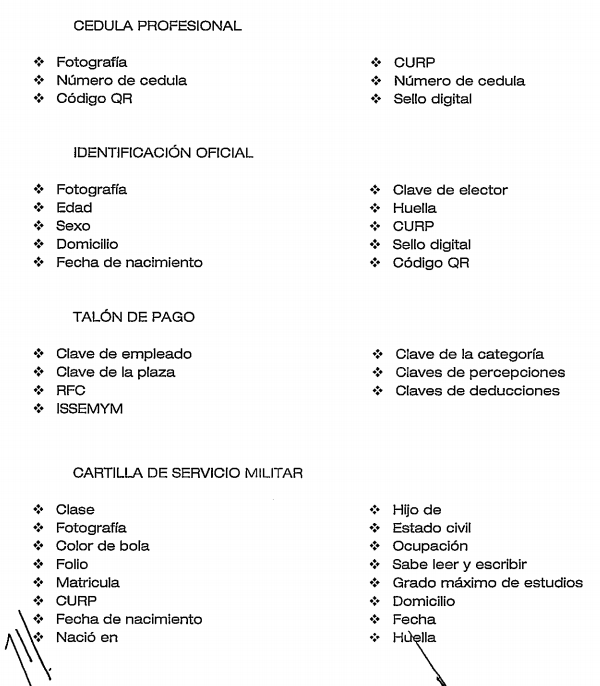 CEDULA PROFESIONAL
❖ Fotografía
❖ Número de cedula
❖ Código QR
❖ CURP
❖ Número de cedula
❖ Sello digital
IDENTIFICACIÓN OFICIAL
❖ Fotografía
❖ Edad
❖ Sexo
❖ Domicilio
❖ Fecha de nacimiento
❖ Clave de elector
❖ Huella
❖ CURP
❖ Sello digital
❖ Código QR
TALÓN DE PAGO
❖ Clave de empleado
❖ Clave de la plaza
❖ RFC
❖ ISSEMYM
❖ Clave de la categoría
❖ Claves de percepciones
❖ Claves de deducciones
CARTILLA DE SERVICIO MILITAR
❖ Clase
❖ Fotografía
❖ Color de bola
❖ Folio
❖ Matricula
❖ CURP
❖ Fecha de nacimiento
❖ Nació en
❖ Hijo de
❖ Estado civil
❖ Ocupación
❖ Sabe leer y escribir
❖ Grado máximo de estudios
❖ Domicilio
❖ Fecha
❖ Huella